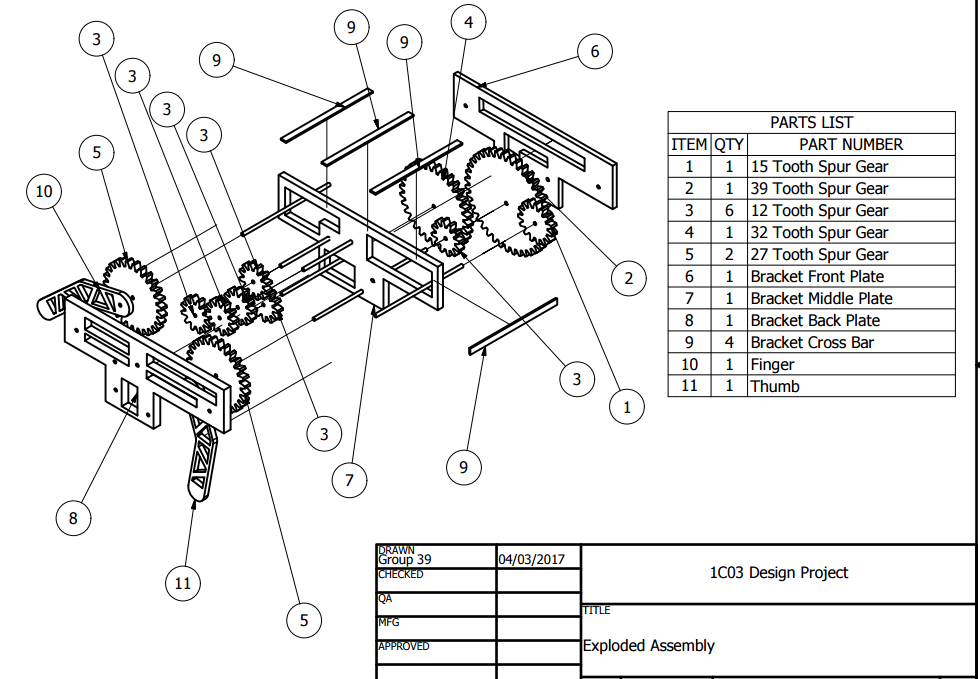 9
4
3
9
6
9
3
3
3
5
10
2
3
1
3
9
7
8
11
5
PARTS LIST
ITEM QTY PART NUMBER
1 1 15 Tooth Spur Gear
2 1 39 Tooth Spur Gear
3 6 12 Tooth Spur Gear
4 1 32 Tooth Spur Gear
5 2 27 Tooth Spur Gear
6 1 Bracket Front Plate
7 1 Bracket Middle Plate
8 1 Bracket Back Plate
9 4 Bracket Cross Bar
10 1 Finger
11 1 Thumb
DRAWN
Group 39 04/03/2017
CHECKED
QA
MFG
APPROVED
1C03 Design Project
TITLE
Exploded Assembly